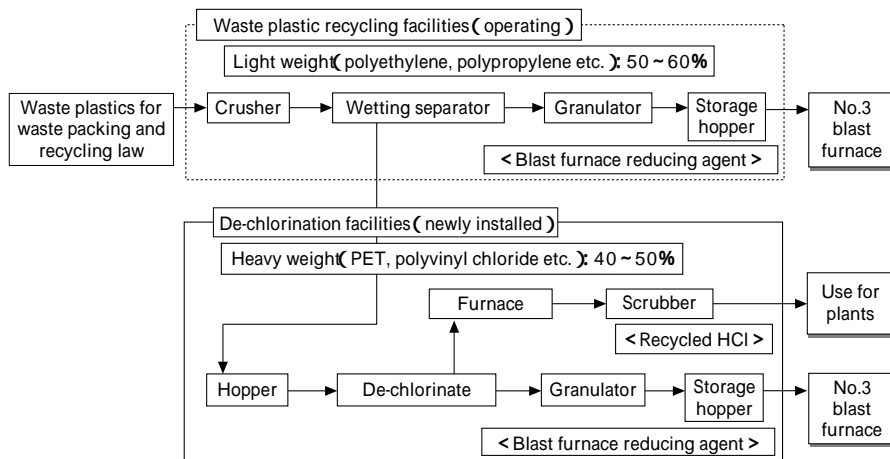 Waste plastic recycling facilities(operating)
Light weight(polyethylene, polypropylene etc.): 50~60%
Waste plastics for
waste packing and
recycling law
Crusher
Wetting separator
Granulator
Storage
hopper
No.3
blast
furnace
<Blast furnace reducing agent>
De-chlorination facilities(newly installed)
Heavy weight(PET, polyvinyl chloride etc.): 40~50%
Furnace
Scrubber
Use for
plants
<Recycled HCl>
Hopper
De-chlorinate
Granulator
Storage
hopper
No.3
blast
furnace
<Blast furnace reducing agent>